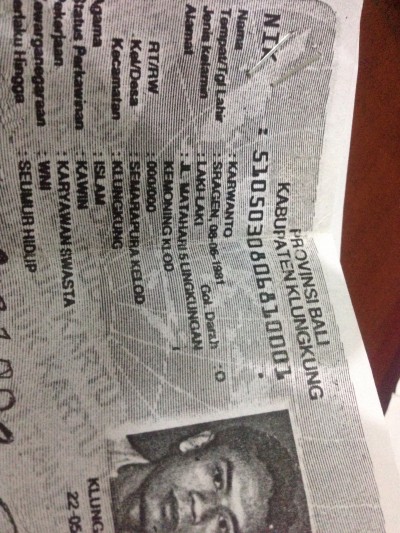 PROVINSI BALI
KABUPATEN KLUNGKUNG
NIK : 5105030806810001
Nama : KARWANTO
Tempat/Tgl Lahir : SRAGEN, 08-06-1981
Jenis Kelamin : LAKI-LAKI Gol. Darah : O
Alamat : JL. MATAHARI 5 LINGKUNGAN
KEMONING KLOD
RT/RW : 000/000
Kel/Desa : SEMARAPURA KELOD
Kecamatan : KLUNGKUNG
Agama : ISLAM
Status Perkawinan : KAWIN
Pekerjaan : KARYAWAN SWASTA
Kewarganegaraan : WNI
Berlaku Hingga : SEUMUR HIDUP
KLUNG
22-05